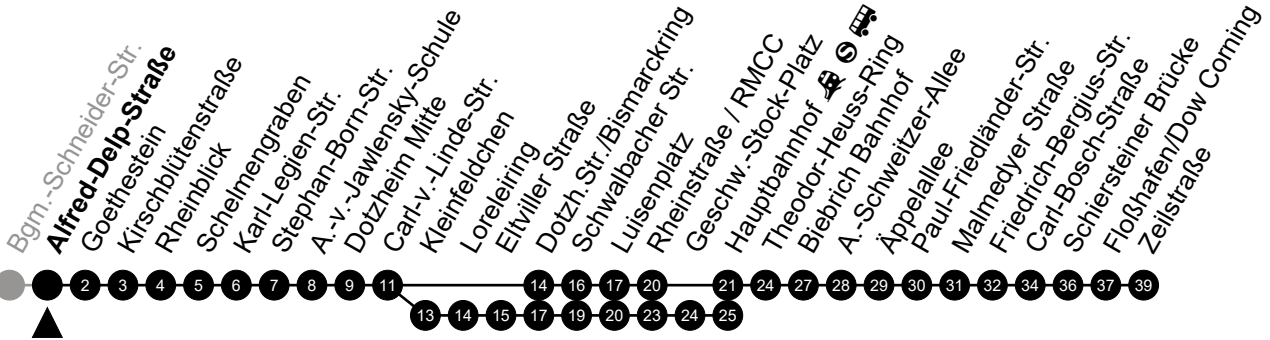 Bgm.-Schneider-Str.
Alfred-Delp-Straße
Goethestein
Kirschblütenstraße
Rheinblick
Schelmengraben
Karl-Legien-Str.
Stephan-Born-Str.
A.-v.-Jawlensky-Schule
Dotzheim Mitte
Carl-v.-Linde-Str.
Kleinfeldchen
Loreleiring
Eltviller Straße
Dotzh.Str./Bismarckring
Schwalbacher Str.
Luisenplatz
Rheinstraße / RMCC
Geschw.-Stock-Platz
Hauptbahnhof S
Theodor-Heuss-Ring
Biebrich Bahnhof
A.-Schweitzer-Allee
Äppelallee
Paul-Friedländer-Str.
Malmedyer Straße
Friedrich-Bergius-Str.
Carl-Bosch-Straße
Schiersteiner Brücke
Floßhafen/Dow Corning
Zeilstraße
2 3 4 5 6 7 8 9 11 14 16 17 20 21 24 27 28 29 30 31 32 34 36 37 39
13 14 15 17 19 20 23 24 25